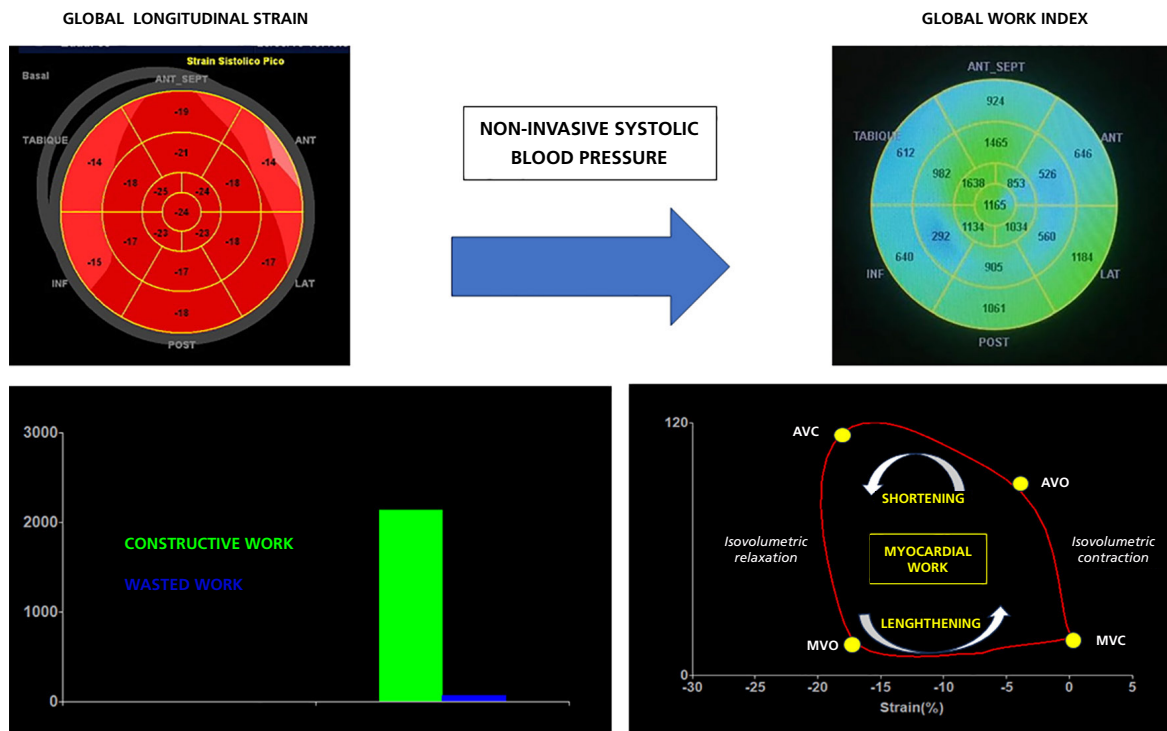 GLOBAL LONGITUDINAL STRAIN
GLOBAL WORK INDEX
Strain Sistolico Pico
Basal
ANT_SEPT
-19
TABIQUE
ANT
-14
-21
-14
-18
-18
-25
-24
-24
-23
-23
-17
-18
-15
-17
-17
INF
LAT
-18
POST
NON-INVASIVE SYSTOLIC
BLOOD PRESSURE
ANT_SEPT
924
TABIQUE
ANT
612
1465
646
982
526
1638
853
1165
1134
1034
292
560
640
905
1184
INF
LAT
1061
POST
3000
2000
1000
0
CONSTRUCTIVE WORK
WASTED WORK
120
0
AVC
AVO
SHORTENING
Isovolumetric
relaxation
MYOCARDIAL
WORK
Isovolumetric
contraction
LENGHTHENING
MVO
MVC
-30 -25 -20 -15 -10 -5 0 5
Strain(%)